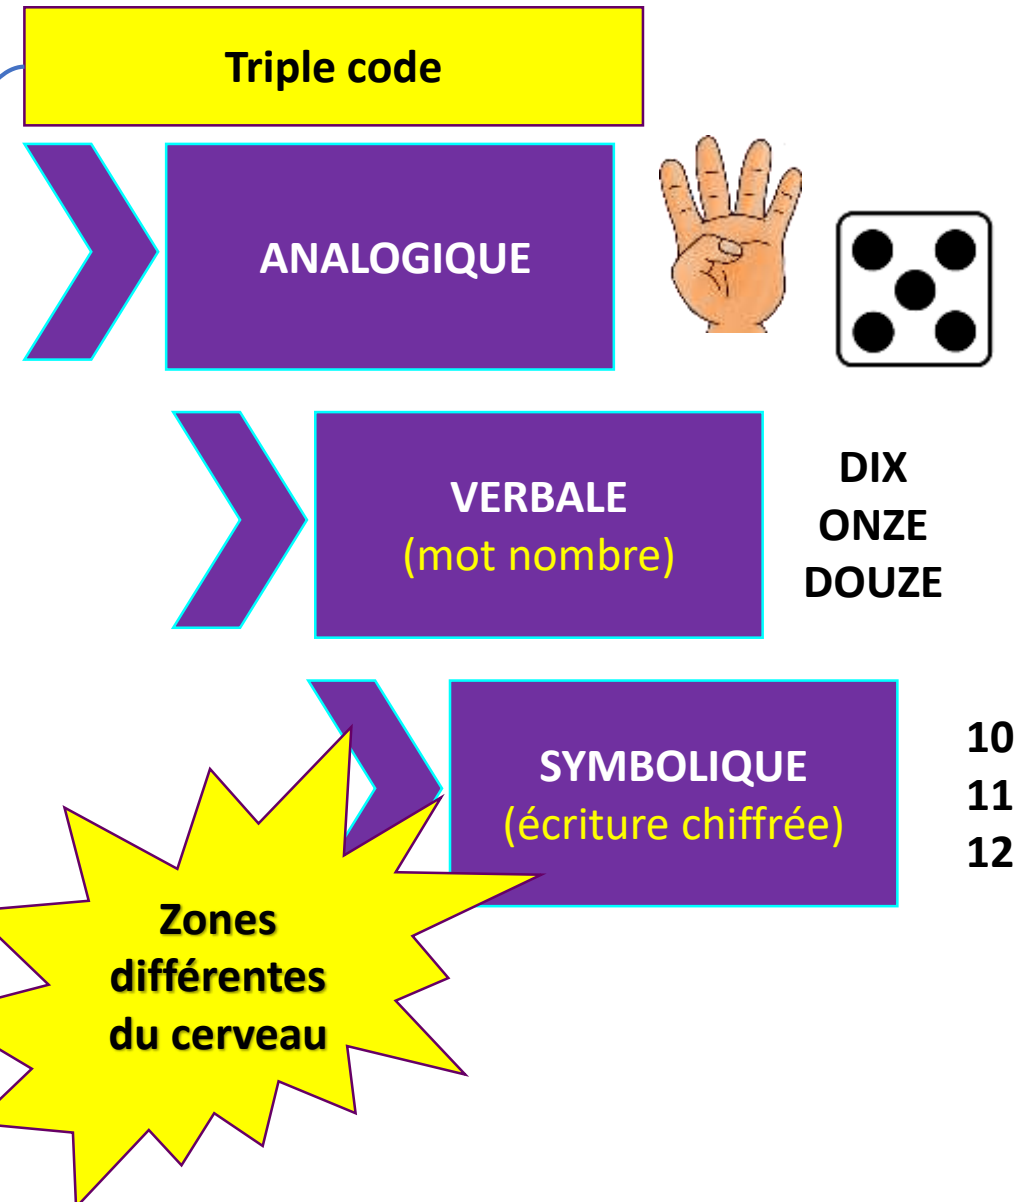 Triple code
ANALOGIQUE
VERBALE
(mot nombre)
DIX
ONZE
DOUZE
SYMBOLIQUE
(écriture chiffrée)
10
11
12
Zones
différentes
du cerveau